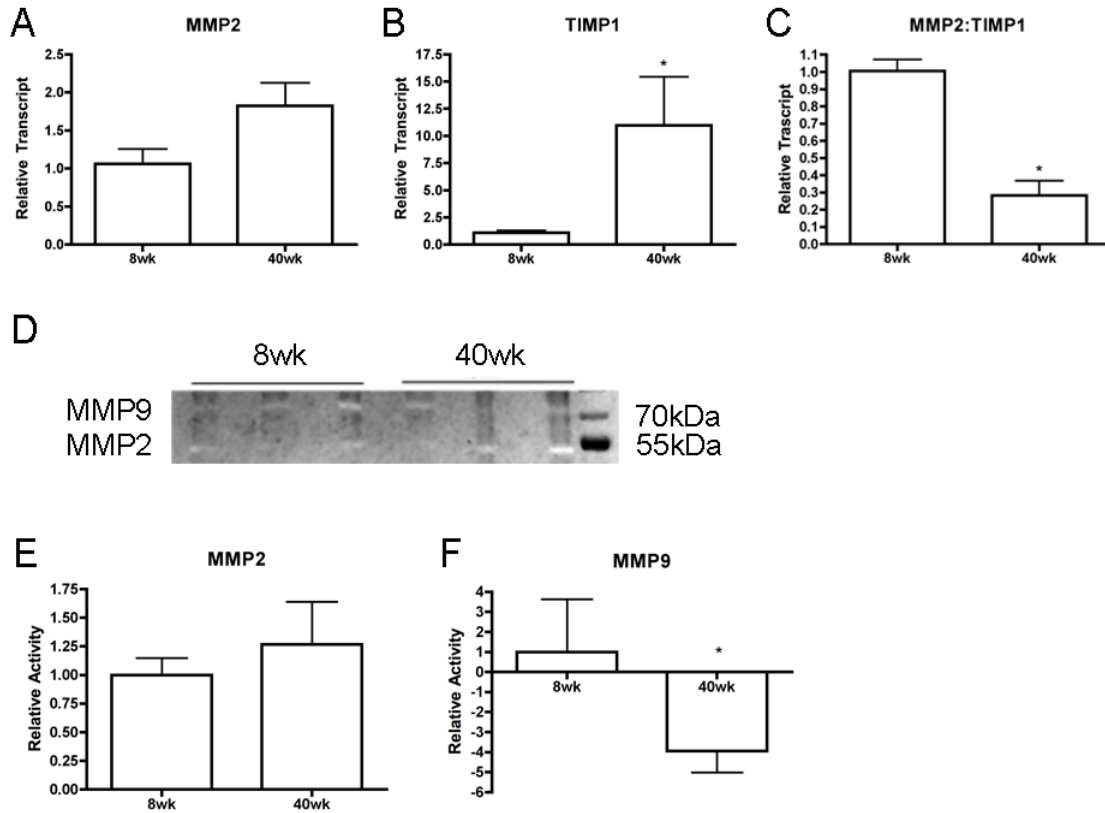 A
MMP2
Relative Transcript
2.5
2.0
1.5
1.0
0.5
0.0
8wk
40wk
B
TIMP1
Relative Transcript
17.5
15.0
12.5
10.0
7.5
5.0
2.5
0.0
*
8wk
40wk
C
MMP2:TIMP1
Relative Trascript
1.1
1.0
0.9
0.8
0.7
0.6
0.5
0.4
0.3
0.2
0.1
0.0
*
8wk
40wk
D
8wk
40wk
MMP9
70kDa
MMP2
55kDa
E
MMP2
Relative Activity
1.75
1.50
1.25
1.00
0.75
0.50
0.25
0.00
8wk
40wk
F
MMP9
Relative Activity
4
3
2
1
0
-1
-2
-3
-4
-5
-6
*
8wk
40wk